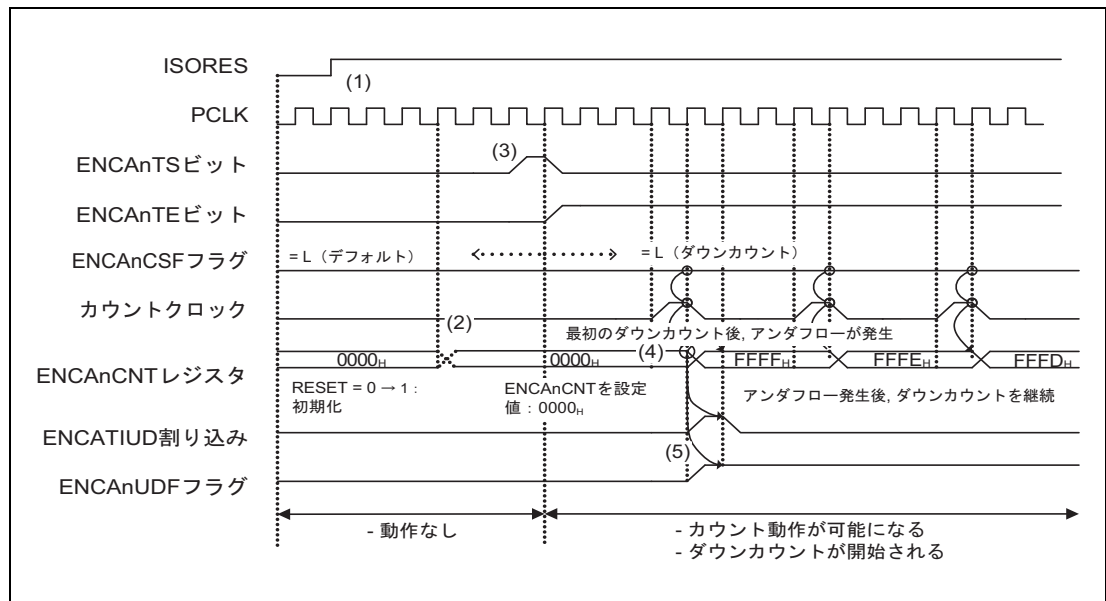 ISORES
(1)
PCLK
(3)
ENCAnTSビット
ENCAnTEビット
ENCAnCSFフラグ
= L（デフォルト）
= L（ダウンカウント）
カウントクロック
(2)
最初のダウンカウント後, アンダフローが発生
ENCAnCNTレジスタ
0000H
0000H
(4)
FFFFH
FFFEH
FFFDH
RESET = 0 → 1 :
初期化
ENCAnCNTを設定
値：0000H
アンダフロー発生後, ダウンカウントを継続
ENCATIUD割り込み
(5)
ENCAnUDFフラグ
- 動作なし
- カウント動作が可能になる
- ダウンカウントが開始される